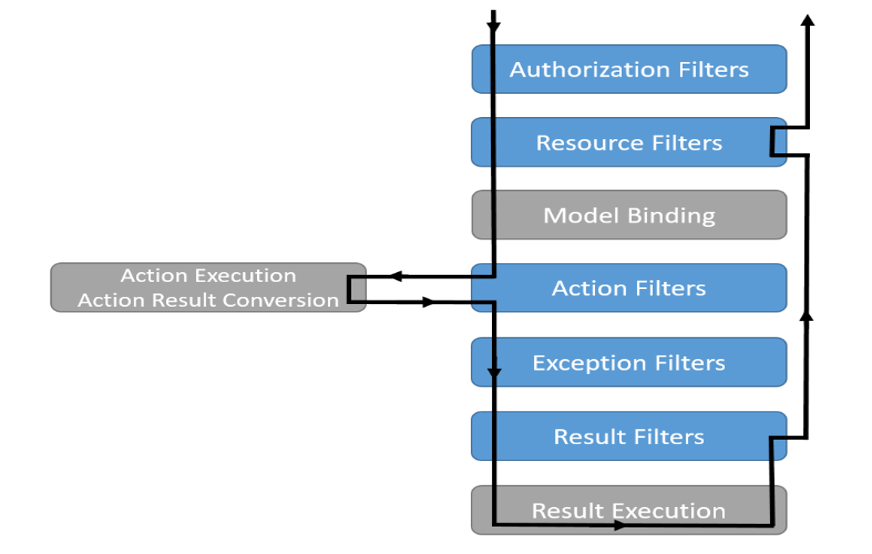 Authorization Filters
Resource Filters
Model Binding
Action Execution
Action Result Conversion
Action Filters
Exception Filters
Result Filters
Result Execution